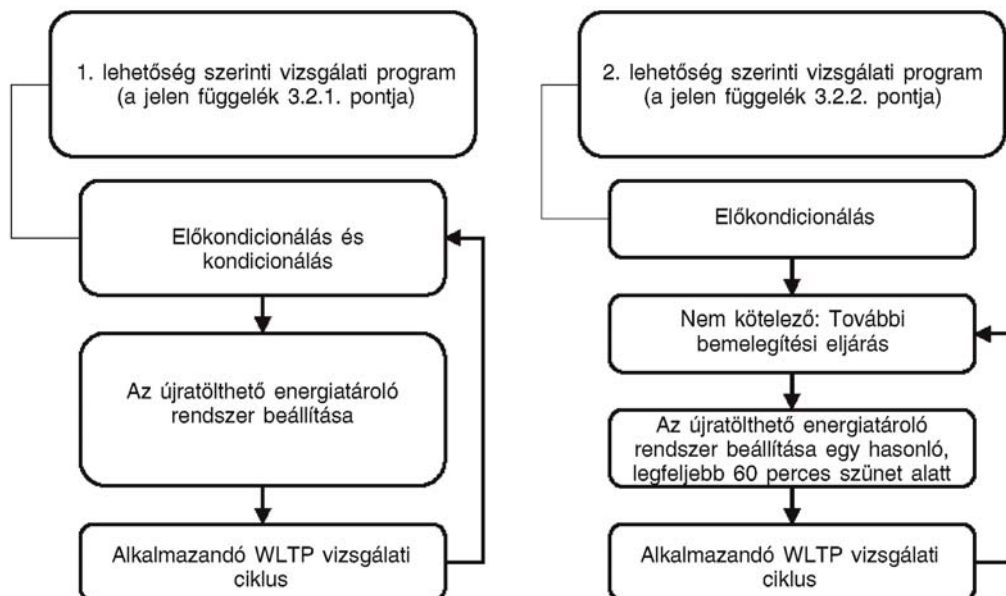 1. lehetőség szerinti vizsgálati program
(a jelen függelék 3.2.1. pontja)
Előkondicionálás és
kondicionálás
Az újratölthető energiatároló
rendszer beállítása
Alkalmazandó WLTP vizsgálati
ciklus
2. lehetőség szerinti vizsgálati program
(a jelen függelék 3.2.2. pontja)
Előkondicionálás
Nem kötelező: További
bemelegítési eljárás
Az újratölthető energiatároló
rendszer beállítása egy hasonló,
legfeljebb 60 perces szünet alatt
Alkalmazandó WLTP vizsgálati
ciklus